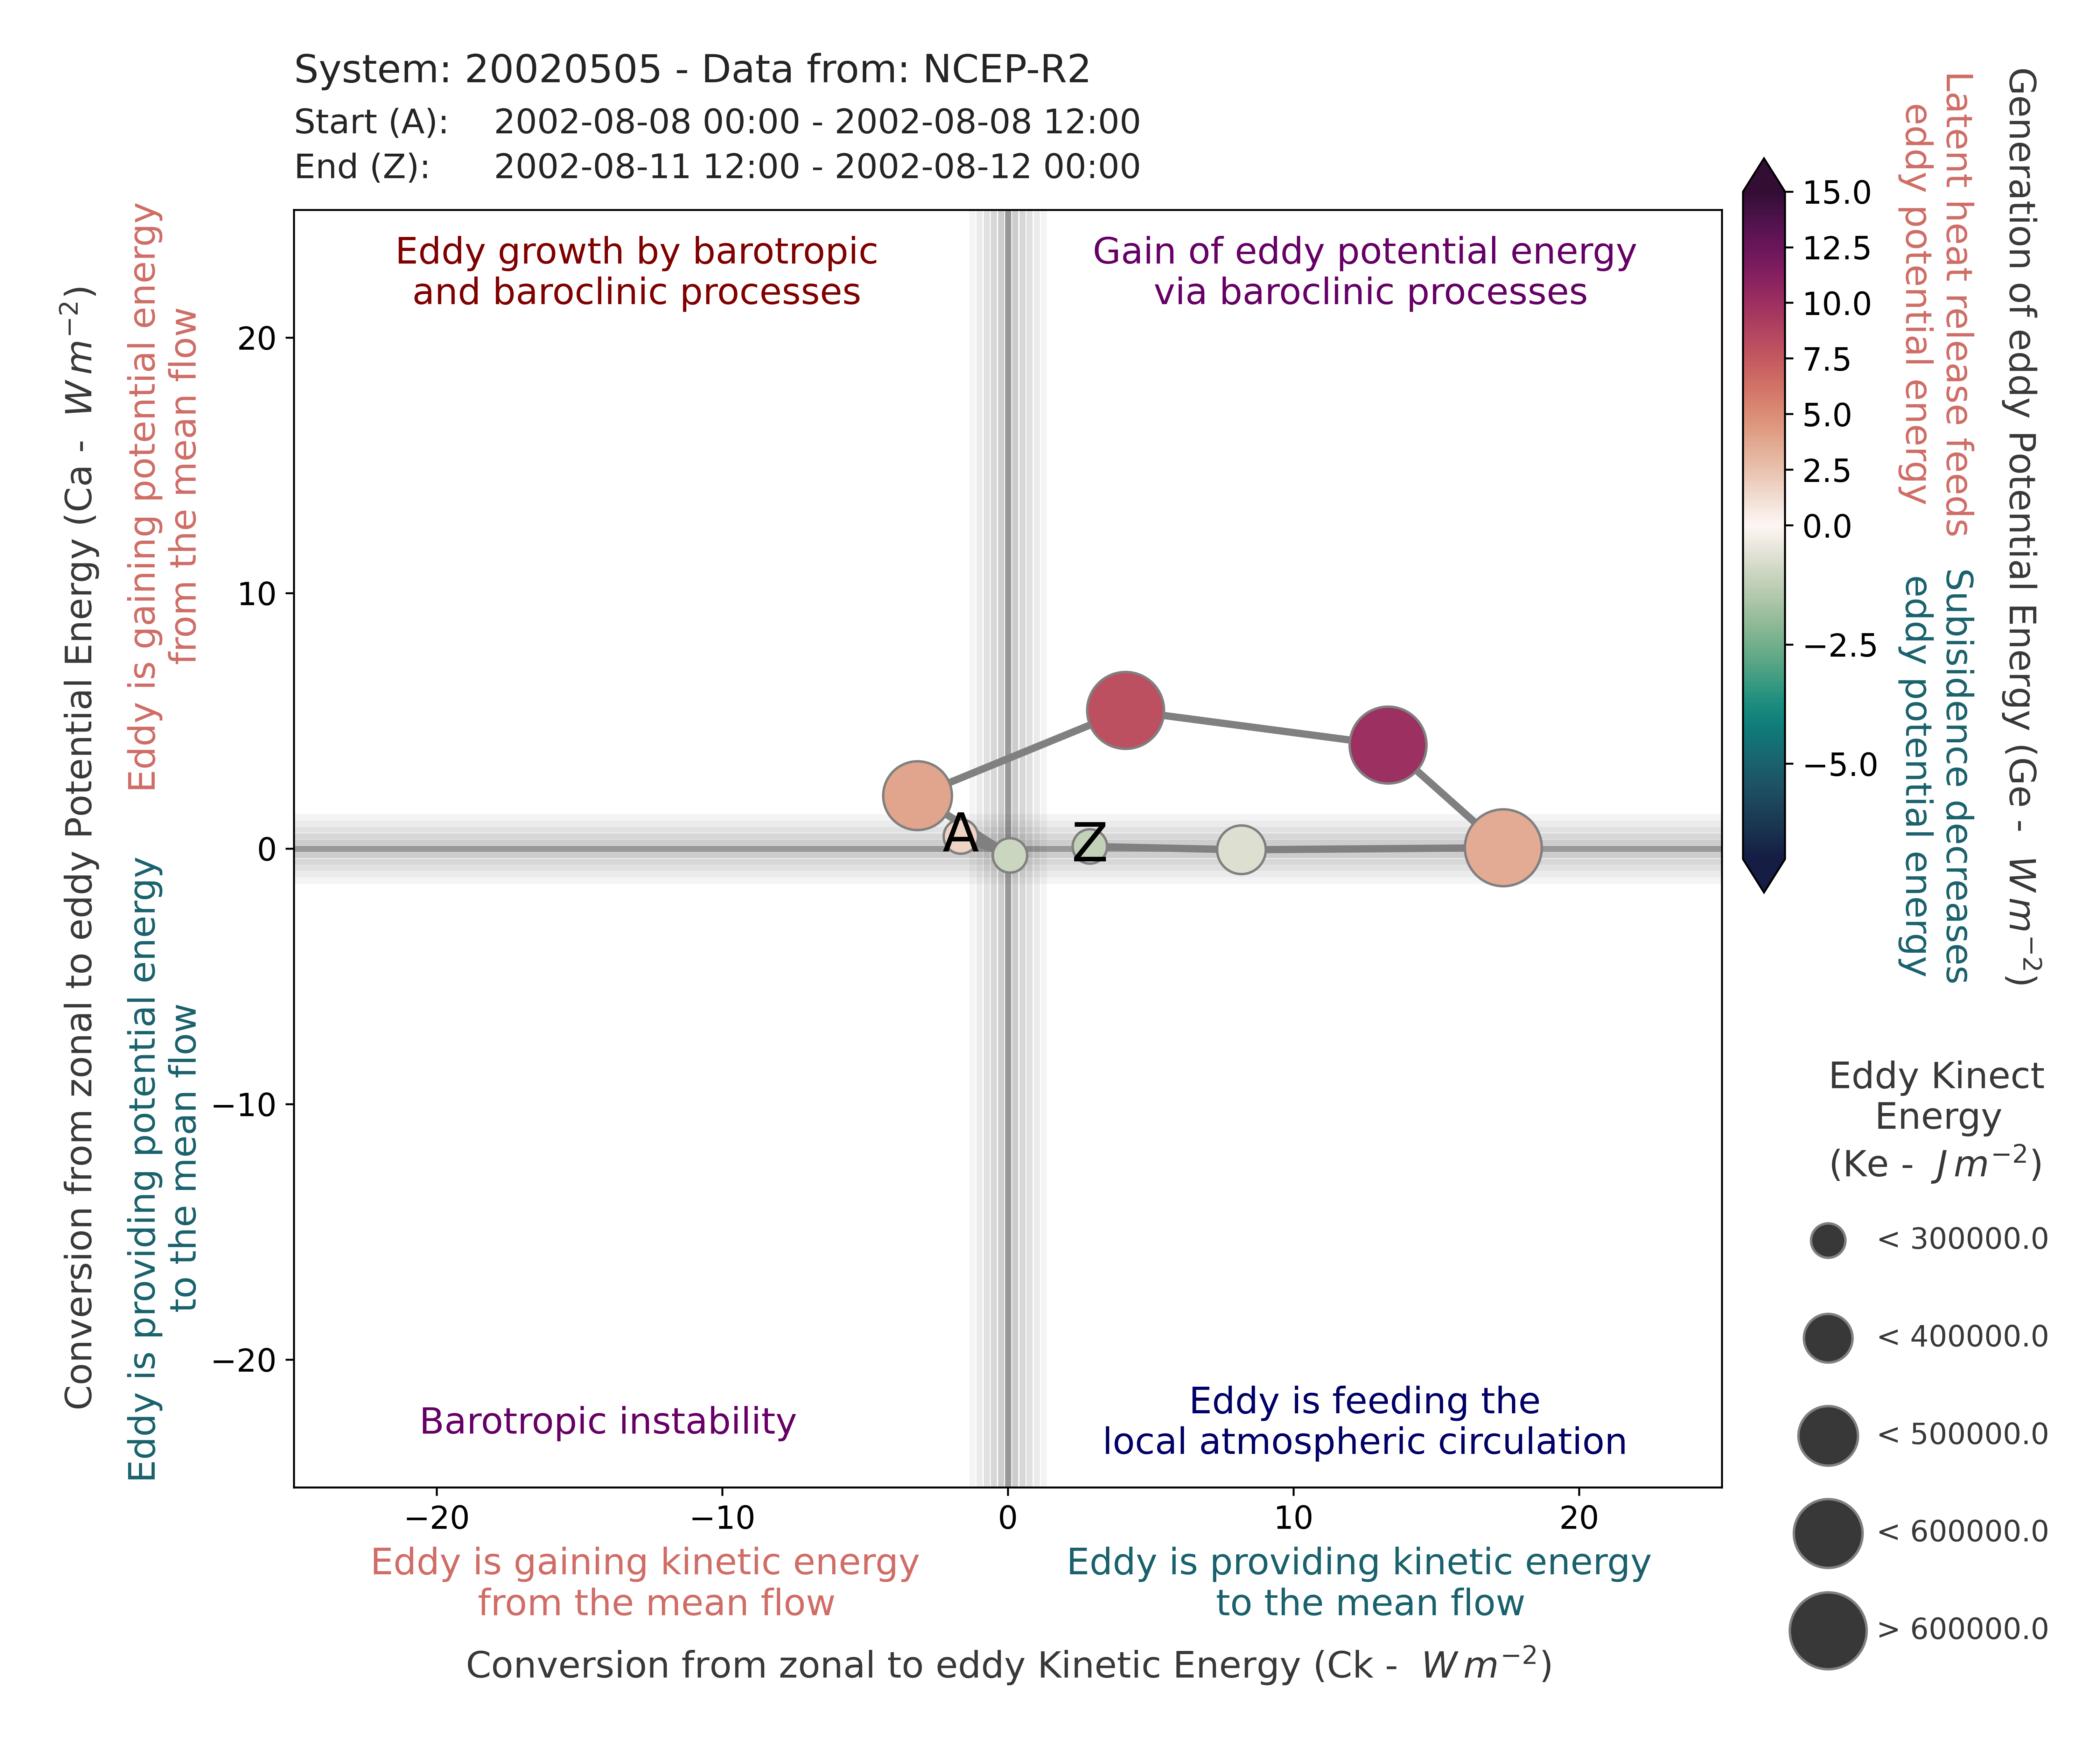 System: 20020505 - Data from: NCEP-R2
Start (A): 2002-08-08 00:00 - 2002-08-08 12:00
End (Z): 2002-08-11 12:00 - 2002-08-12 00:00
Conversion from zonal to eddy Potential Energy (Ca - W m⁻²)
Eddy is gaining potential energy
from the mean flow
Eddy is providing potential energy
to the mean flow
20
10
0
−10
−20
Eddy growth by barotropic
and baroclinic processes
Gain of eddy potential energy
via baroclinic processes
A
Z
Barotropic instability
Eddy is feeding the
local atmospheric circulation
−20
−10
0
10
20
Eddy is gaining kinetic energy
from the mean flow
Eddy is providing kinetic energy
to the mean flow
Conversion from zonal to eddy Kinetic Energy (Ck - W m⁻²)
15.0
12.5
10.0
7.5
5.0
2.5
0.0
−2.5
−5.0
Latent heat release feeds
eddy potential energy
Subisidence decreases
eddy potential energy
Generation of eddy Potential Energy (Ge - W m⁻²)
Eddy Kinect
Energy
(Ke - J m⁻²)
< 300000.0
< 400000.0
< 500000.0
< 600000.0
> 600000.0